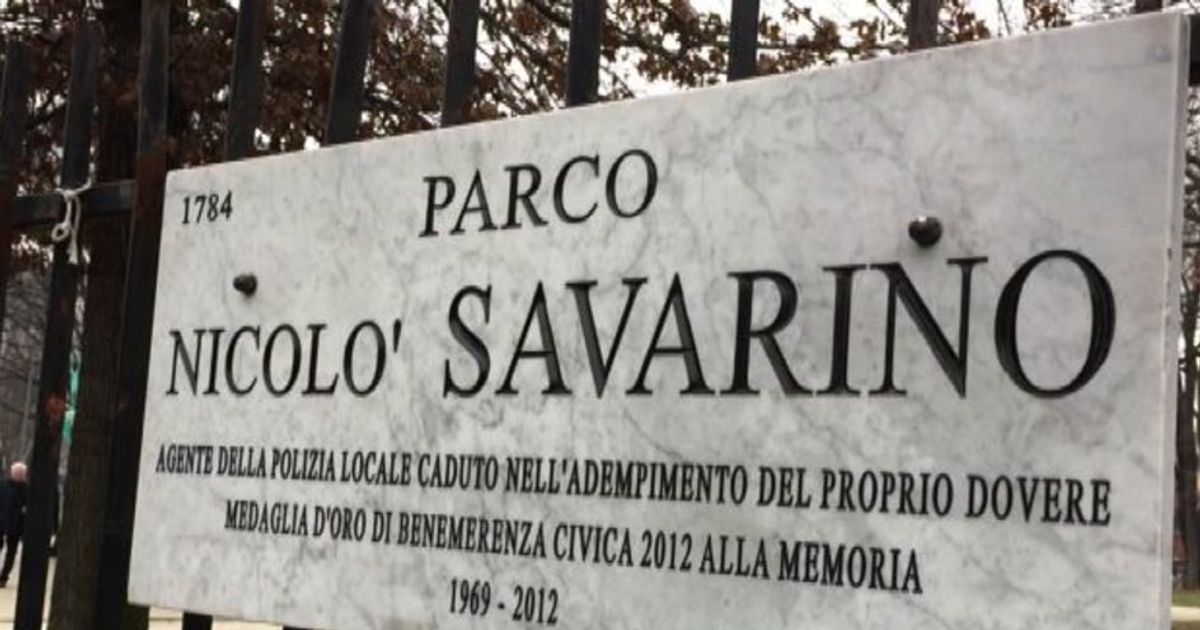 1784
PARCO
NICOLO' SAVARINO
AGENTE DELLA POLIZIA LOCALE CADUTO NELL'ADEMPIMENTO DEL PROPRIO DOVERE
MEDAGLIA D'ORO DI BENEMERENZA CIVICA 2012 ALLA MEMORIA
1969 - 2012